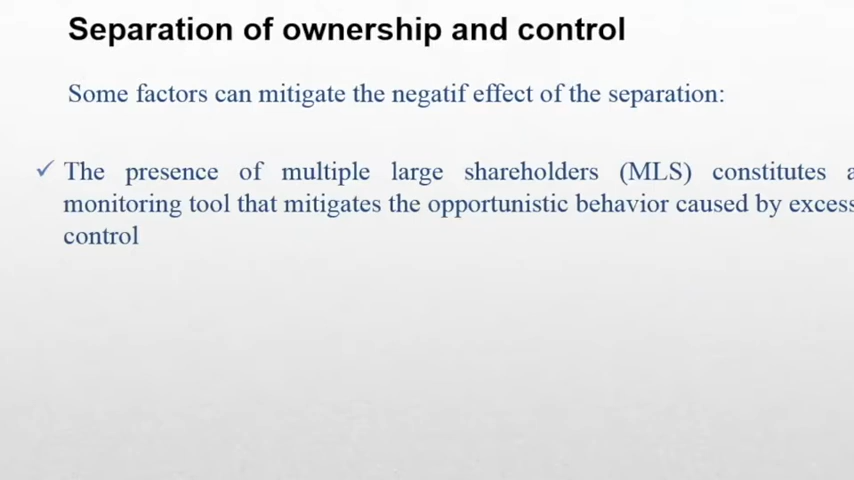 Separation of ownership and control
Some factors can mitigate the negatif effect of the separation:
✓ The presence of multiple large shareholders (MLS) constitutes a
monitoring tool that mitigates the opportunistic behavior caused by excess
control